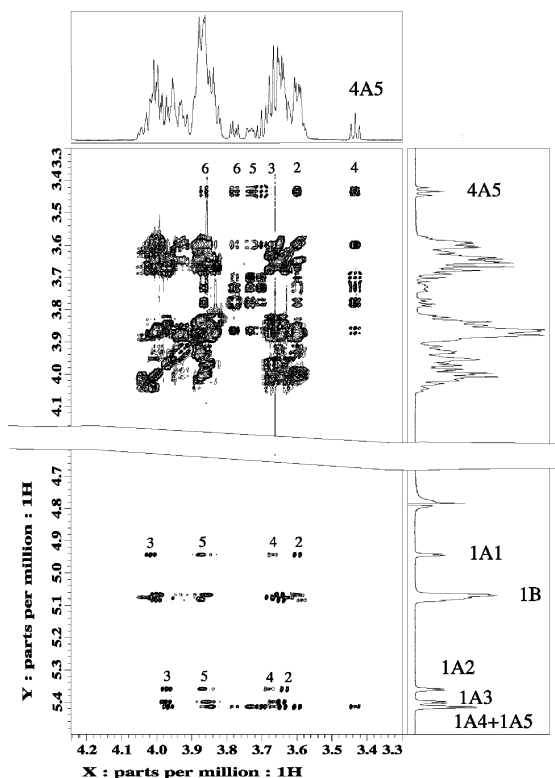 4A5
3.3
3.4
3.5
3.6
3.7
3.8
3.9
4.0
4.1
6 6 5 3 2 4
4A5
4.7
4.8
4.9
5.0
5.1
5.2
5.3
5.4
Y : parts per million : 1H
3 5 4 2
1A1
1B
3 5 4 2
1A2
1A3
1A4+1A5
4.2 4.1 4.0 3.9 3.8 3.7 3.6 3.5 3.4 3.3
X : parts per million : 1H